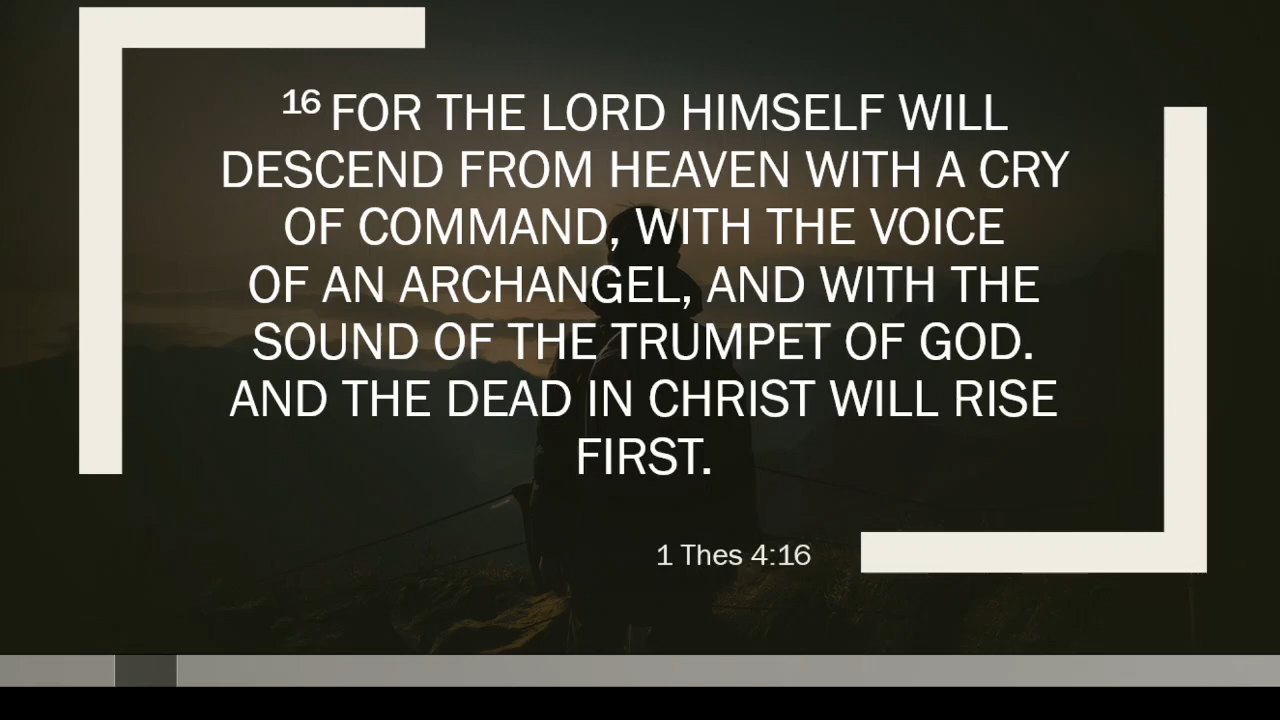 16 FOR THE LORD HIMSELF WILL
DESCEND FROM HEAVEN WITH A CRY
OF COMMAND, WITH THE VOICE
OF AN ARCHANGEL, AND WITH THE
SOUND OF THE TRUMPET OF GOD.
AND THE DEAD IN CHRIST WILL RISE
FIRST.
1 Thes 4:16